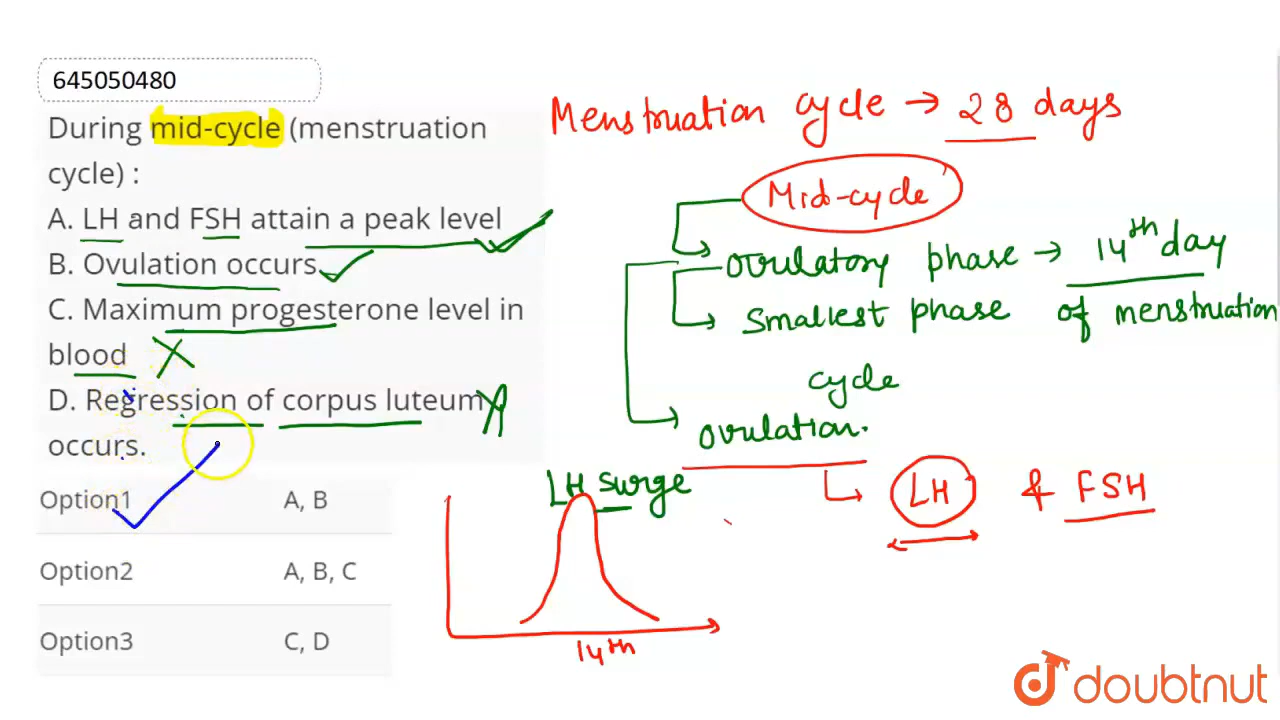 645050480
During mid-cycle (menstruation
cycle) :
A. LH and FSH attain a peak level
B. Ovulation occurs
C. Maximum progesterone level in
blood
D. Regression of corpus luteum
occurs.
Option1 A, B
Option2 A, B, C
Option3 C, D
Menstruation cycle → 28 days
Mid-cycle
Ovulatory phase → 14th day
Smallest phase of menstruation
cycle
ovulation.
LH surge
LH & FSH
14th
doubtnut